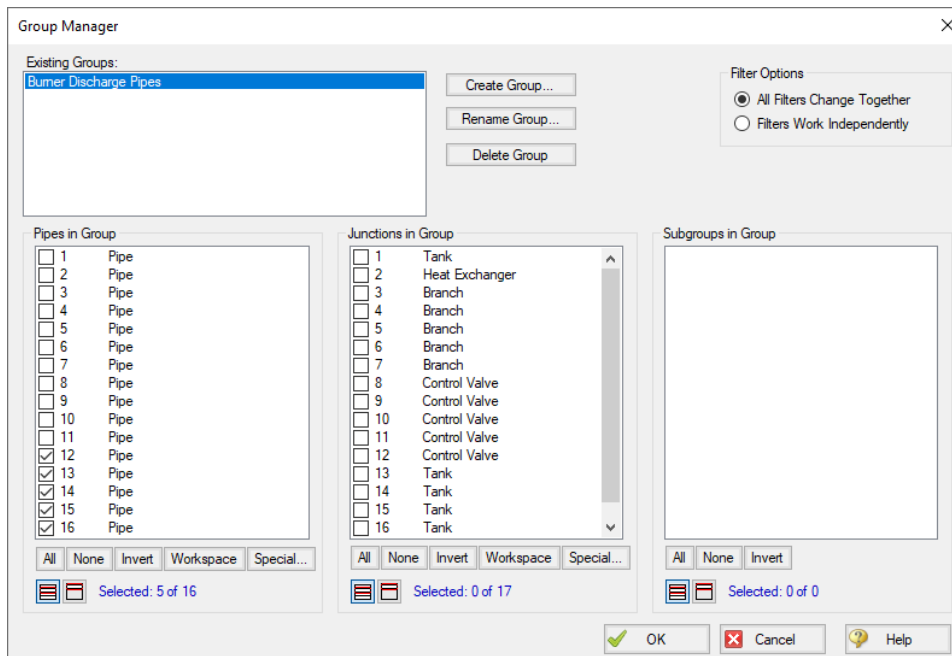 Group Manager
Existing Groups:
Burner Discharge Pipes
Create Group...
Rename Group...
Delete Group
Filter Options
All Filters Change Together
Filters Work Independently
Pipes in Group
1 Pipe
2 Pipe
3 Pipe
4 Pipe
5 Pipe
6 Pipe
7 Pipe
8 Pipe
9 Pipe
10 Pipe
11 Pipe
12 Pipe
13 Pipe
14 Pipe
15 Pipe
16 Pipe
All None Invert Workspace Special...
Selected: 5 of 16
Junctions in Group
1 Tank
2 Heat Exchanger
3 Branch
4 Branch
5 Branch
6 Branch
7 Branch
8 Control Valve
9 Control Valve
10 Control Valve
11 Control Valve
12 Control Valve
13 Tank
14 Tank
15 Tank
16 Tank
All None Invert Workspace Special...
Selected: 0 of 17
Subgroups in Group
All None Invert
Selected: 0 of 0
OK Cancel Help